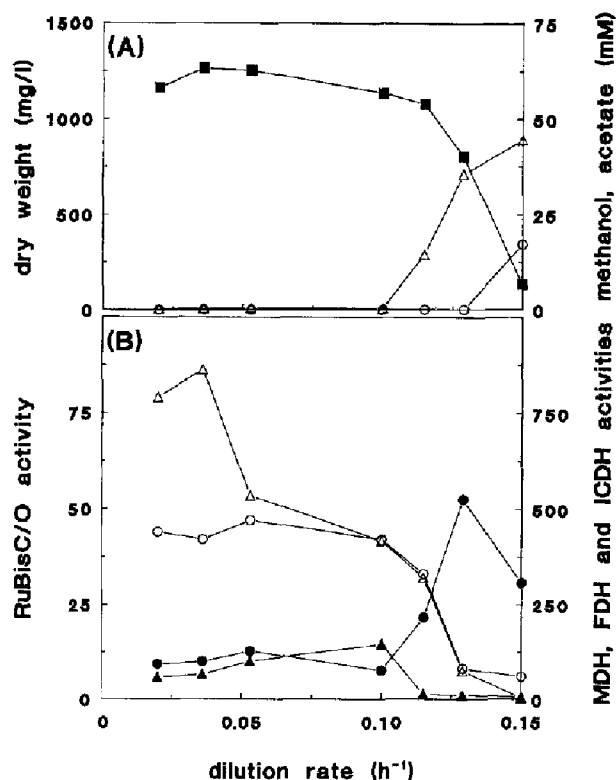 (A)
1500
1000
500
0
dry weight (mg/l)
75
50
25
0
methanol, acetate (mM)
(B)
75
50
25
0
RuBisC/O activity
750
500
250
0
MDH, FDH and ICDH activities
0
0.05
0.10
0.15
dilution rate (h⁻¹)